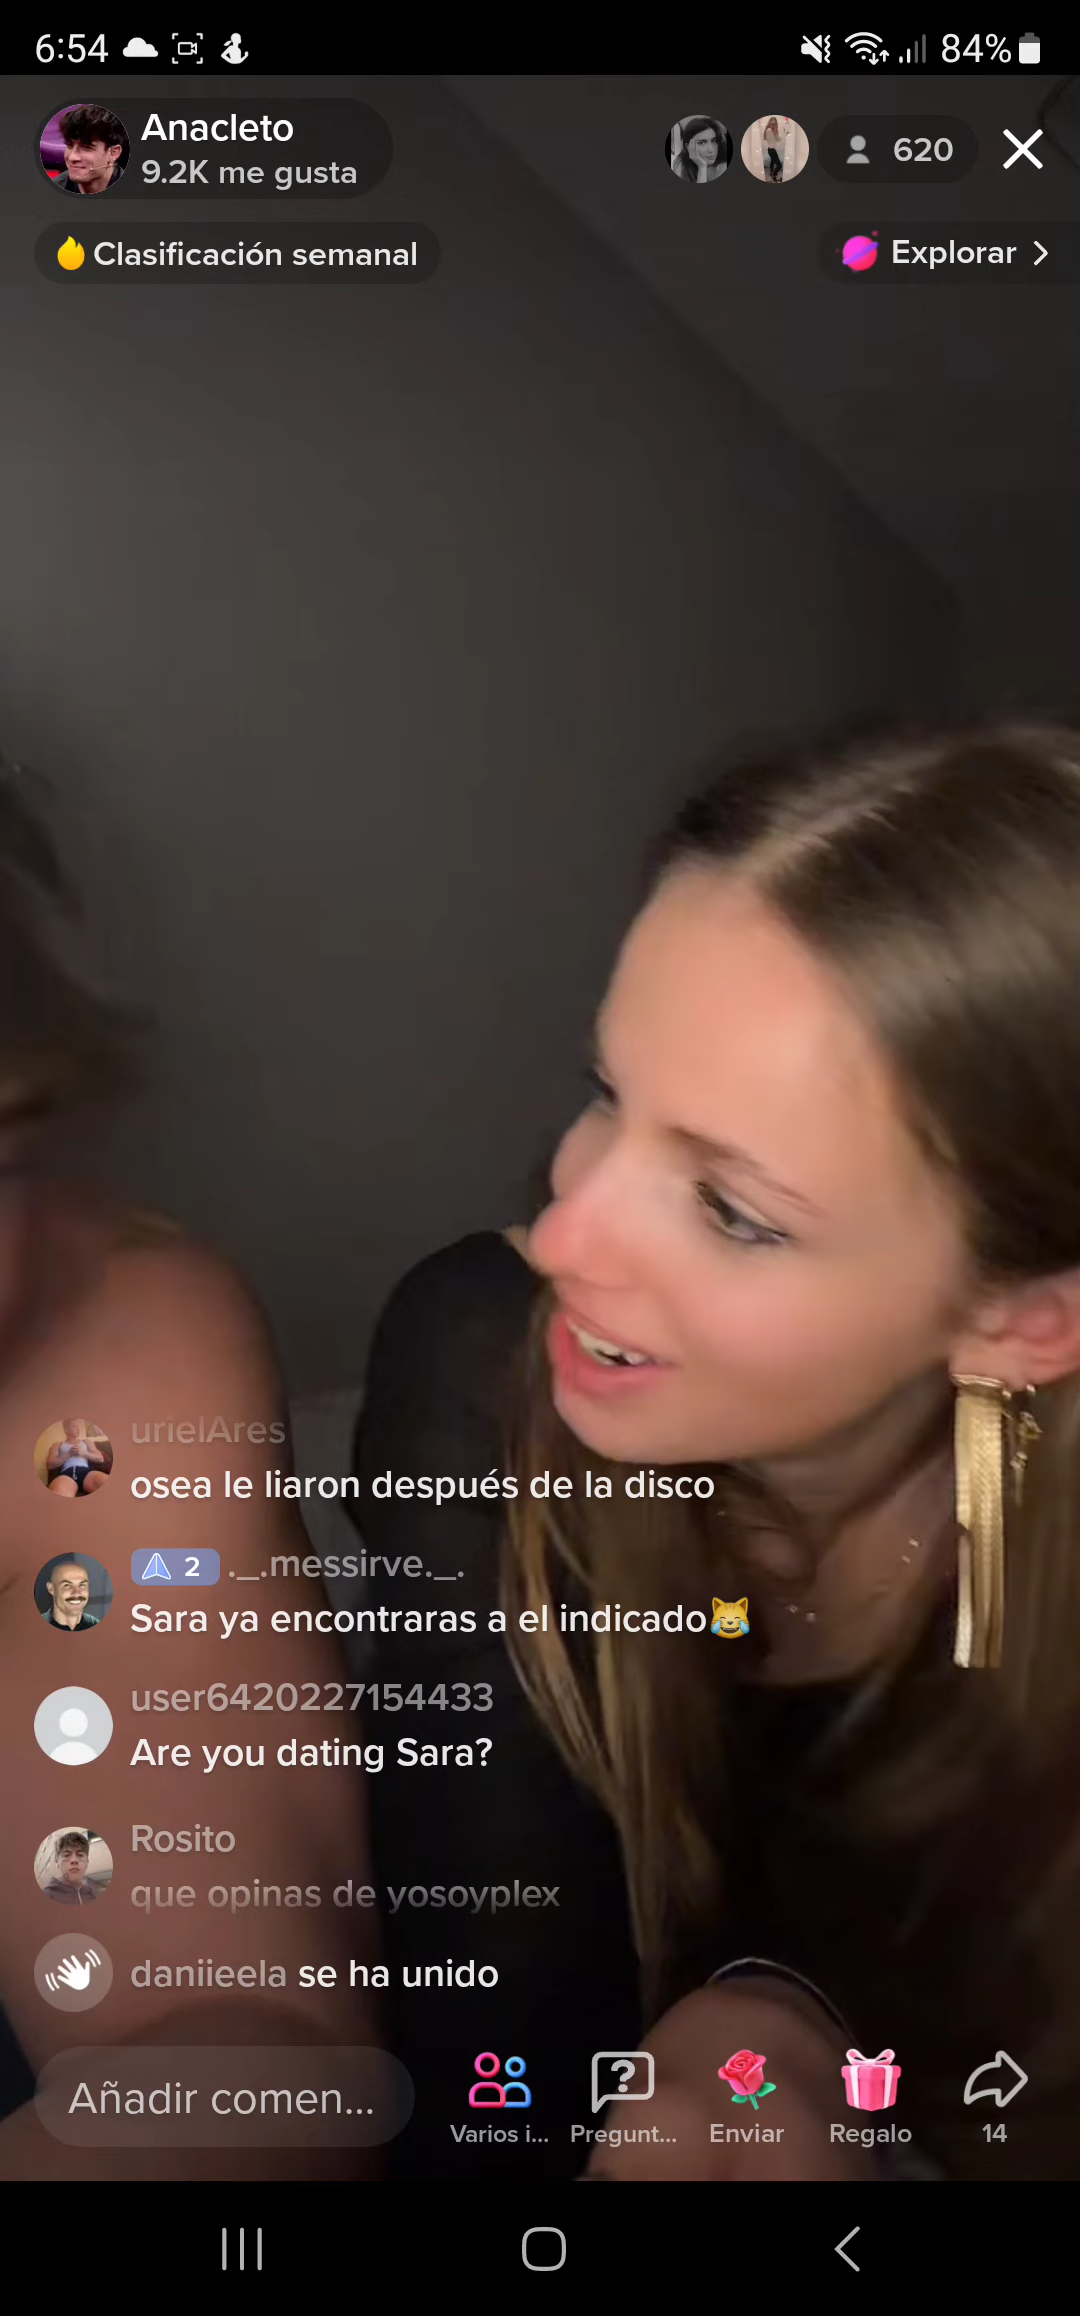 6:54
84%
Anacleto
9.2K me gusta
620
Clasificación semanal
Explorar
urielAres
osea le liaron después de la disco
2 ._.messirve._.
Sara ya encontraras a el indicado😹
user6420227154433
Are you dating Sara?
Rosito
que opinas de yosoyplex
daniieela se ha unido
Añadir comen...
Varios i...
Pregunt...
Enviar
Regalo
14